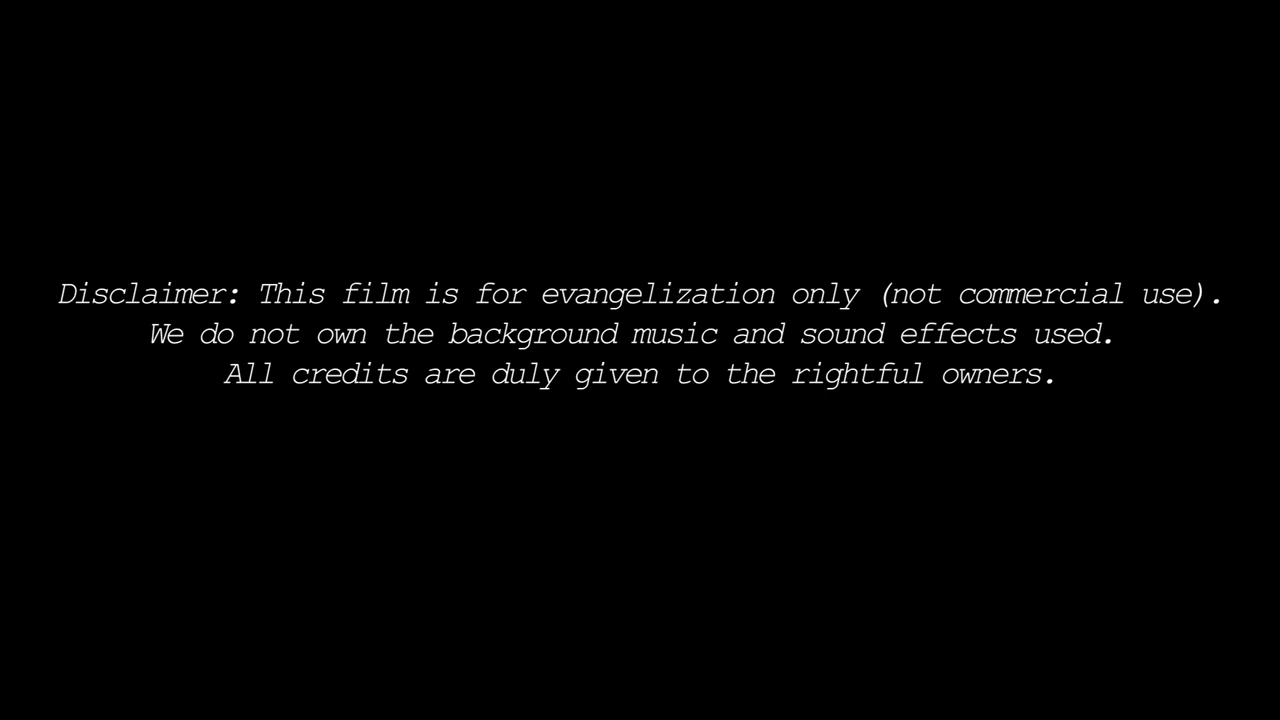 Disclaimer: This film is for evangelization only (not commercial use).
We do not own the background music and sound effects used.
All credits are duly given to the rightful owners.